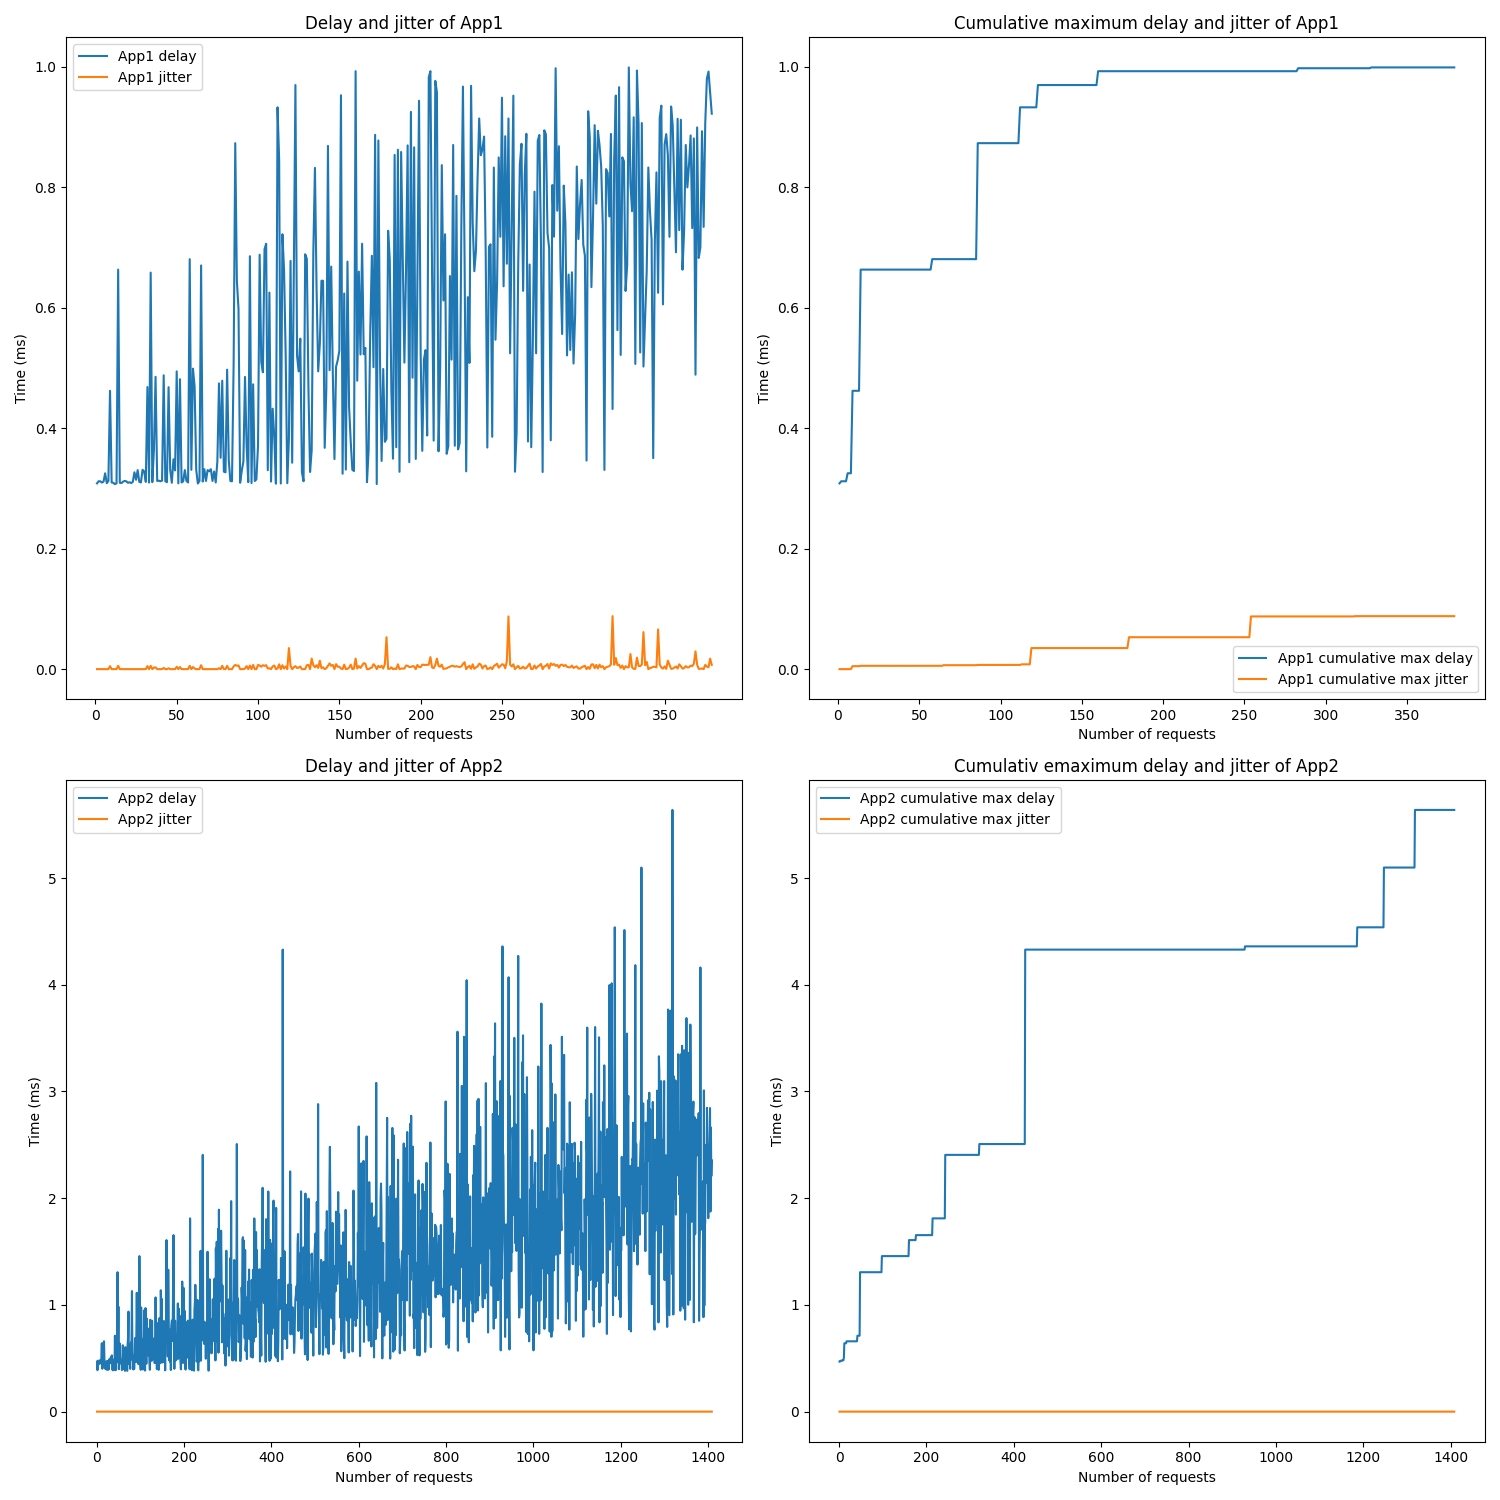 Delay and jitter of App1
App1 delay
App1 jitter
1.0
0.8
0.6
0.4
0.2
0.0
Time (ms)
0 50 100 150 200 250 300 350
Number of requests
Cumulative maximum delay and jitter of App1
1.0
0.8
0.6
0.4
0.2
0.0
Time (ms)
App1 cumulative max delay
App1 cumulative max jitter
0 50 100 150 200 250 300 350
Number of requests
Delay and jitter of App2
App2 delay
App2 jitter
5
4
3
2
1
0
Time (ms)
0 200 400 600 800 1000 1200 1400
Number of requests
Cumulativ emaximum delay and jitter of App2
App2 cumulative max delay
App2 cumulative max jitter
5
4
3
2
1
0
Time (ms)
0 200 400 600 800 1000 1200 1400
Number of requests